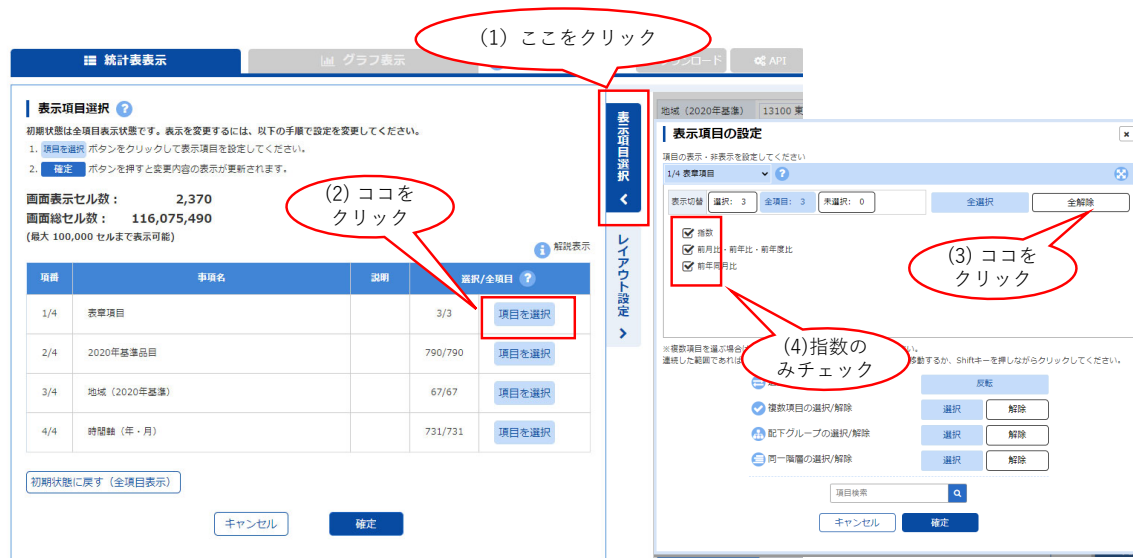 (1) ここをクリック
統計表表示
グラフ表示
ダウンロード
API
表示項目選択 ?
初期状態は全項目表示状態です。表示を変更するには、以下の手順で設定を変更してください。
1. 項目を選択 ボタンをクリックして表示項目を設定してください。
2. 確定 ボタンを押すと変更内容の表示が更新されます。
画面表示セル数： 2,370
画面総セル数： 116,075,490
(最大 100,000 セルまで表示可能)
(2) ココを
クリック
解説表示
項番 事項名 説明 選択/全項目 ?
1/4 表章項目 3/3 項目を選択
2/4 2020年基準品目 790/790 項目を選択
3/4 地域（2020年基準） 67/67 項目を選択
4/4 時間軸（年・月） 731/731 項目を選択
初期状態に戻す（全項目表示）
キャンセル 確定
表示項目選択
レイアウト設定
地域（2020年基準） 13100 東
表示項目の設定
×
項目の表示・非表示を設定してください
1/4 表章項目 ?
表示切替 選択： 3 全項目： 3 未選択： 0 全選択 全解除
指数
前月比・前年比・前年度比
前年同月比
(3) ココを
クリック
(4)指数の
みチェック
※複数項目を選ぶ場合は
連続した範囲であれば 移動するか、Shiftキーを押しながらクリックしてください。
反転
複数項目の選択/解除 選択 解除
配下グループの選択/解除 選択 解除
同一階層の選択/解除 選択 解除
項目検索
キャンセル 確定